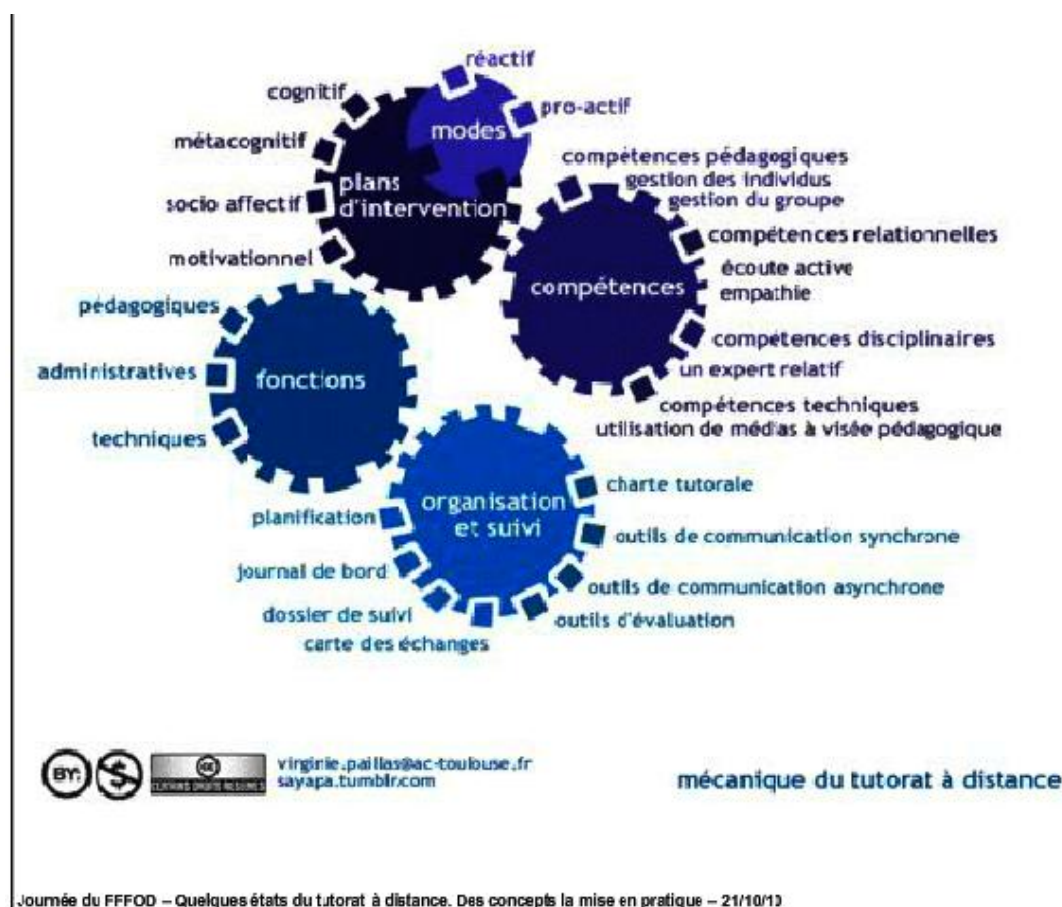 réactif
pro-actif
modes
cognitif
métacognitif
socio affectif
motivationnel
plans
d'intervention
compétences pédagogiques
gestion des individus
gestion du groupe
compétences relationnelles
écoute active
empathie
compétences
compétences disciplinaires
un expert relatif
compétences techniques
utilisation de médias à visée pédagogique
pédagogiques
administratives
techniques
fonctions
organisation
et suivi
planification
journal de bord
dossier de suivi
carte des échanges
charte tutorale
outils de communication synchrone
outils de communication asynchrone
outils d'évaluation
BY:
$
cc
CERTAINS DROITS RÉSERVÉS
virginie.paillas@ac-toulouse.fr
sayapa.tumblr.com
mécanique du tutorat à distance
Journée du FFFOD – Quelques états du tutorat à distance. Des concepts la mise en pratique – 21/10/13